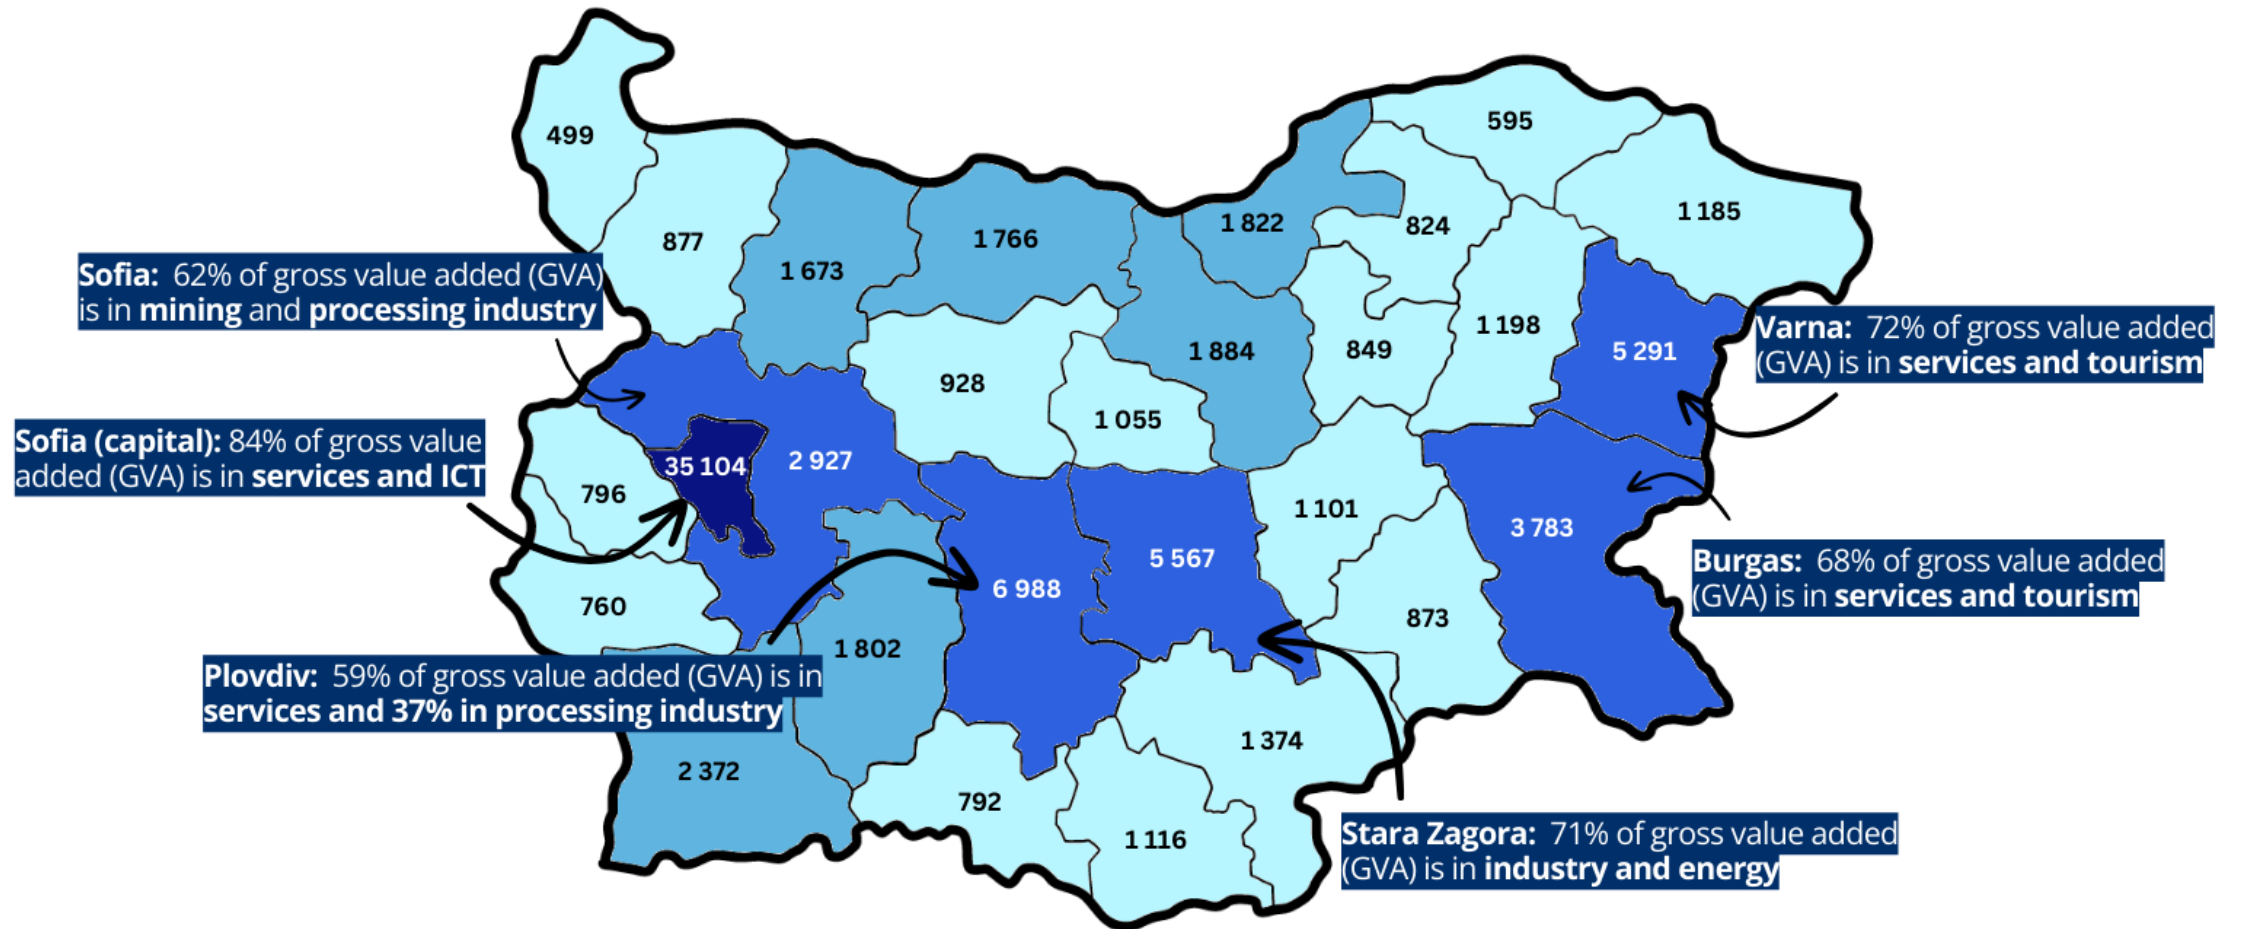 595
499
1 185
1 822
824
1 766
877
1 673
Sofia: 62% of gross value added (GVA)
is in mining and processing industry
1 198
Varna: 72% of gross value added
(GVA) is in services and tourism
1 884
849
5 291
928
1 055
Sofia (capital): 84% of gross value
added (GVA) is in services and ICT
35 104
2 927
796
1 101
3 783
5 567
Burgas: 68% of gross value added
(GVA) is in services and tourism
6 988
760
873
1 802
Plovdiv: 59% of gross value added (GVA) is in
services and 37% in processing industry
1 374
2 372
792
1 116
Stara Zagora: 71% of gross value added
(GVA) is in industry and energy